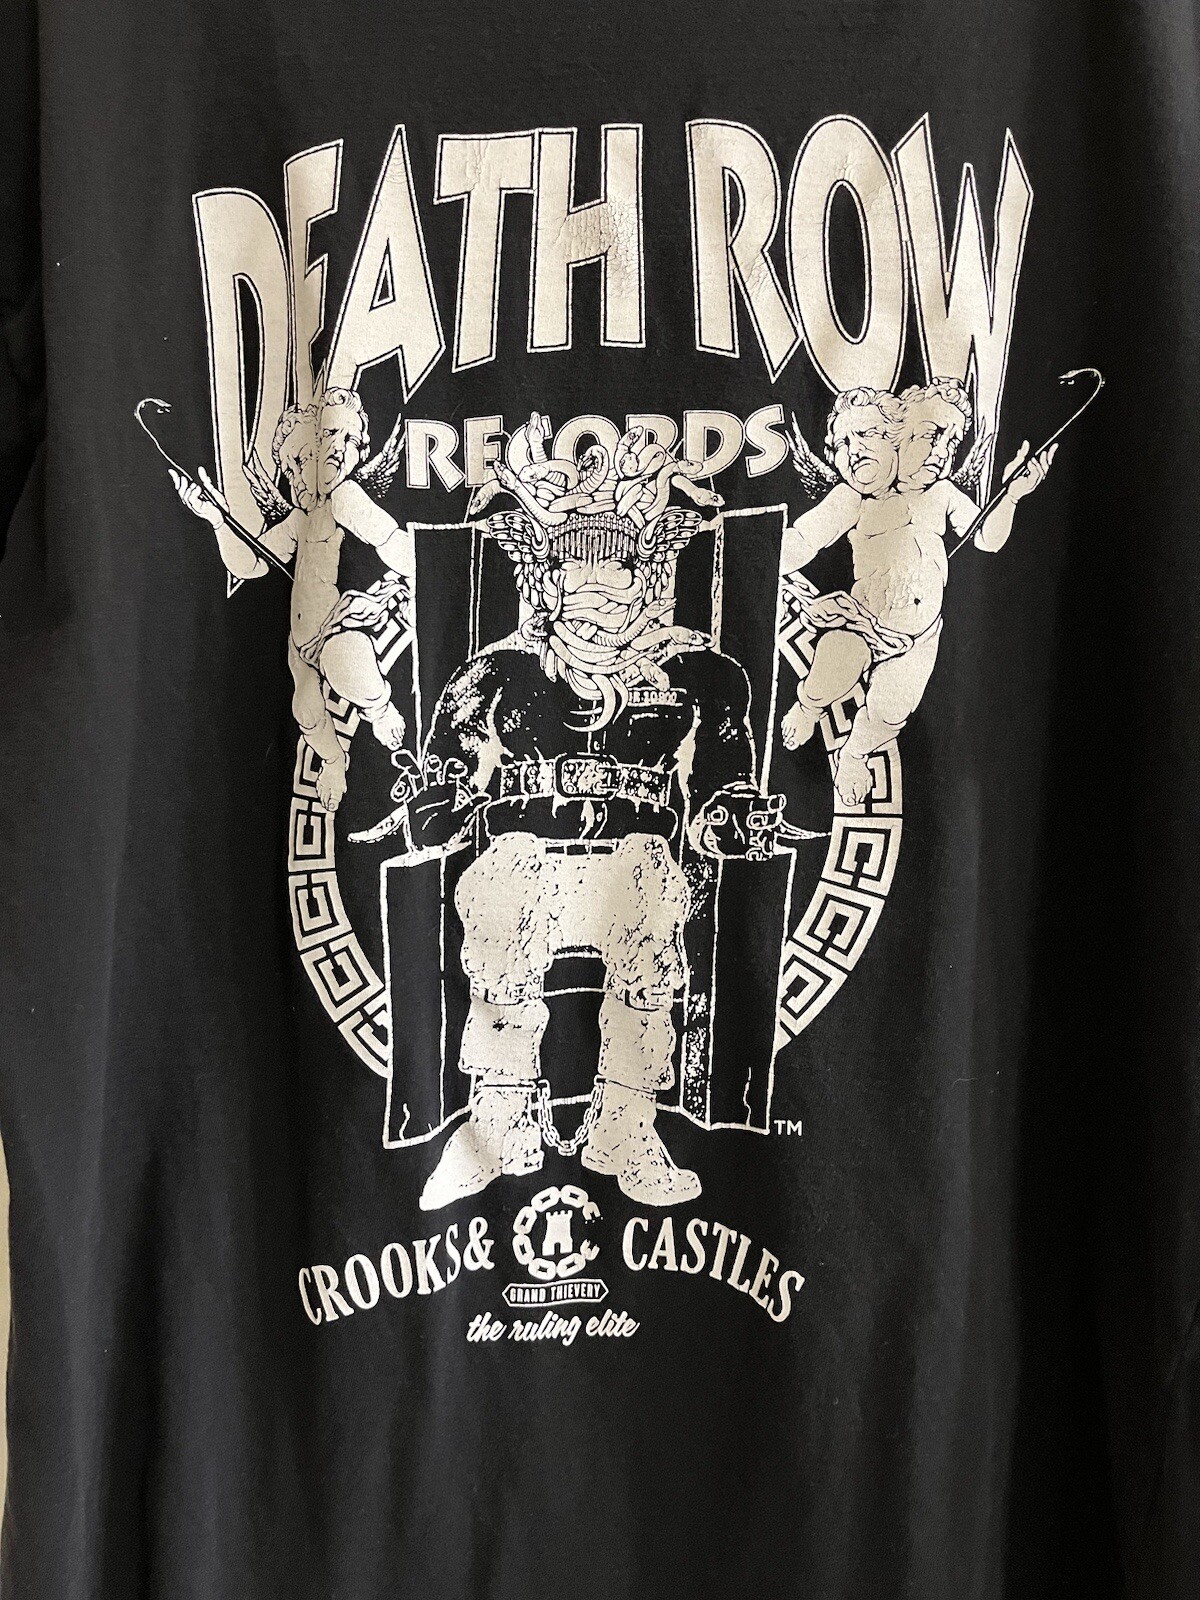 DEATH ROW
RECORDS
TM
CROOKS & CASTLES
GRAND THIEVERY
the ruling elite